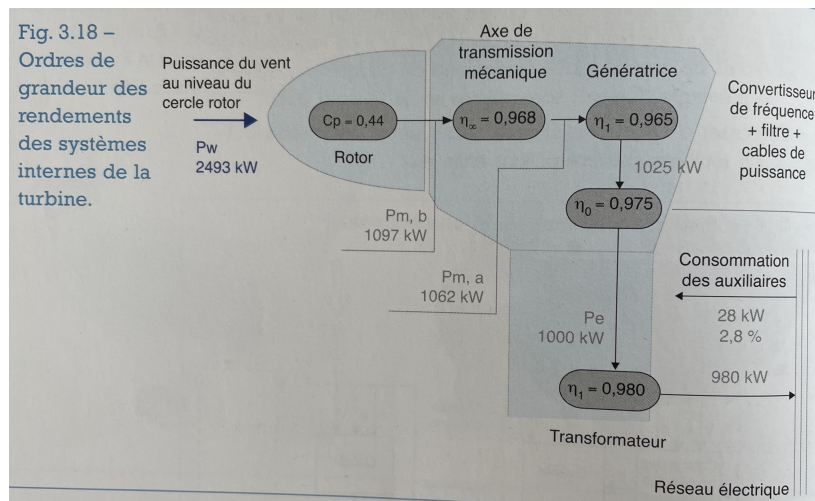 Fig. 3.18 –
Ordres de
grandeur des
rendements
des systèmes
internes de la
turbine.
Puissance du vent
au niveau du
cercle rotor
Pw
2493 kW
Cp = 0,44
Rotor
Axe de
transmission
mécanique
η∞ = 0,968
Génératrice
η1 = 0,965
1025 kW
Convertisseur
de fréquence
+ filtre +
cables de
puissance
η0 = 0,975
Pm, b
1097 kW
Pm, a
1062 kW
Consommation
des auxiliaires
28 kW
2,8 %
Pe
1000 kW
980 kW
η1 = 0,980
Transformateur
Réseau électrique